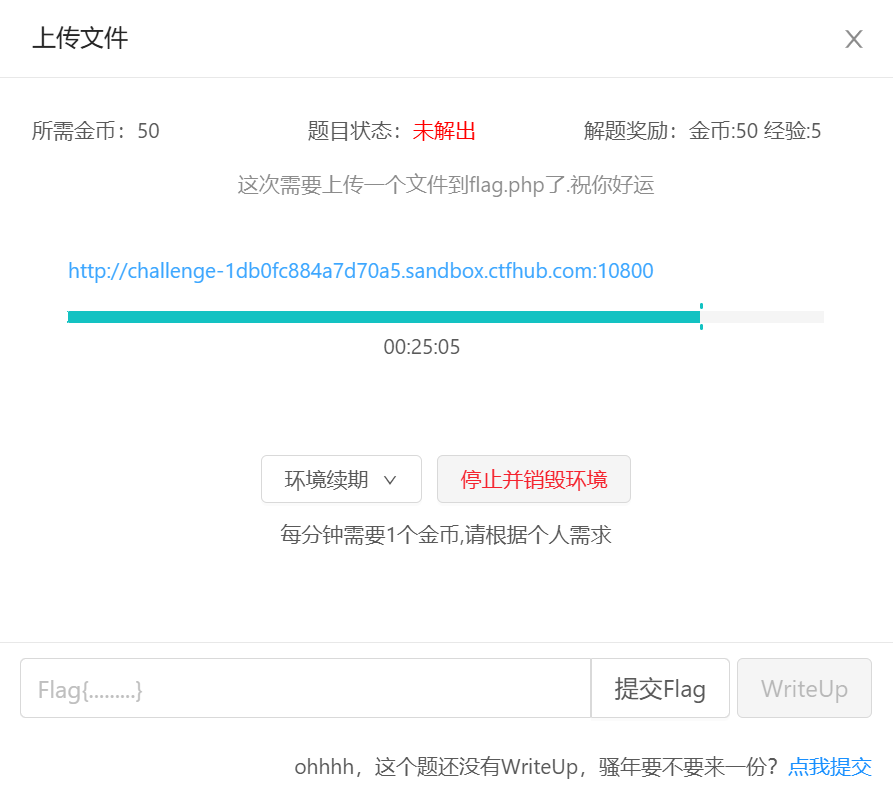 上传文件
所需金币：50 题目状态：未解出 解题奖励：金币:50 经验:5
这次需要上传一个文件到flag.php了.祝你好运
http://challenge-1db0fc884a7d70a5.sandbox.ctfhub.com:10800
00:25:05
环境续期 停止并销毁环境
每分钟需要1个金币,请根据个人需求
Flag{.........} 提交Flag WriteUp
ohhhh，这个题还没有WriteUp，骚年要不要来一份？点我提交